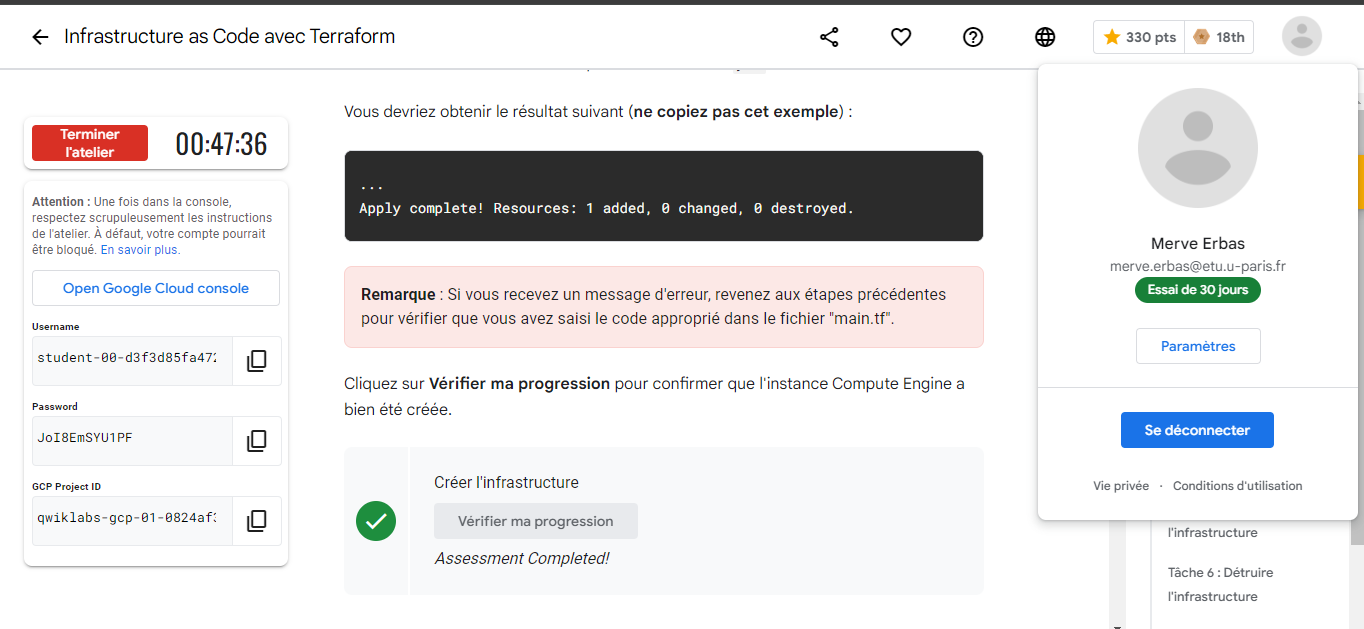 Infrastructure as Code avec Terraform
330 pts
18th
Terminer
l'atelier
00:47:36
Attention : Une fois dans la console,
respectez scrupuleusement les instructions
de l'atelier. À défaut, votre compte pourrait
être bloqué. En savoir plus.
Open Google Cloud console
Username
student-00-d3f3d85fa472
Password
JoI8EmSYU1PF
GCP Project ID
qwiklabs-gcp-01-0824af3
Vous devriez obtenir le résultat suivant (ne copiez pas cet exemple) :
...
Apply complete! Resources: 1 added, 0 changed, 0 destroyed.
Remarque : Si vous recevez un message d'erreur, revenez aux étapes précédentes
pour vérifier que vous avez saisi le code approprié dans le fichier "main.tf".
Cliquez sur Vérifier ma progression pour confirmer que l'instance Compute Engine a
bien été créée.
Créer l'infrastructure
Vérifier ma progression
Assessment Completed!
Merve Erbas
merve.erbas@etu.u-paris.fr
Essai de 30 jours
Paramètres
Se déconnecter
Vie privée · Conditions d'utilisation
l'infrastructure
Tâche 6 : Détruire
l'infrastructure